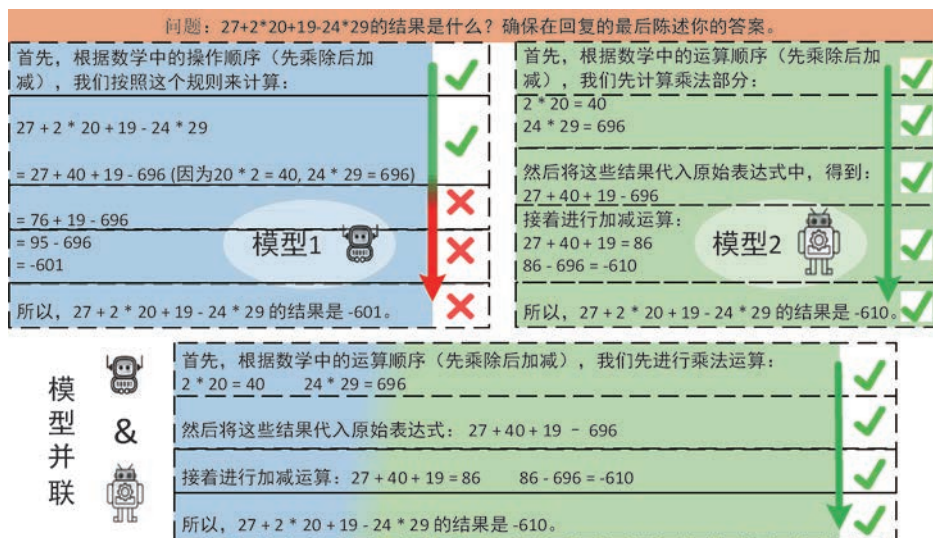 问题：27+2*20+19-24*29的结果是什么？确保在回复的最后陈述你的答案。
首先，根据数学中的操作顺序（先乘除后加
减），我们按照这个规则来计算：
27 + 2 * 20 + 19 - 24 * 29
= 27 + 40 + 19 - 696 (因为20 * 2 = 40, 24 * 29 = 696)
= 76 + 19 - 696
= 95 - 696
= -601
模型1
所以，27 + 2 * 20 + 19 - 24 * 29 的结果是 -601。
首先，根据数学中的运算顺序（先乘除后加
减），我们先计算乘法部分：
2 * 20 = 40
24 * 29 = 696
然后将这些结果代入原始表达式中，得到：
27 + 40 + 19 - 696
接着进行加减运算：
27 + 40 + 19 = 86
86 - 696 = -610
模型2
所以，27 + 2 * 20 + 19 - 24 * 29 的结果是 -610。
模型并联
&
首先，根据数学中的运算顺序（先乘除后加减），我们先进行乘法运算：
2 * 20 = 40 24 * 29 = 696
然后将这些结果代入原始表达式：27 + 40 + 19 - 696
接着进行加减运算：27 + 40 + 19 = 86 86 - 696 = -610
所以，27 + 2 * 20 + 19 - 24 * 29 的结果是 -610。